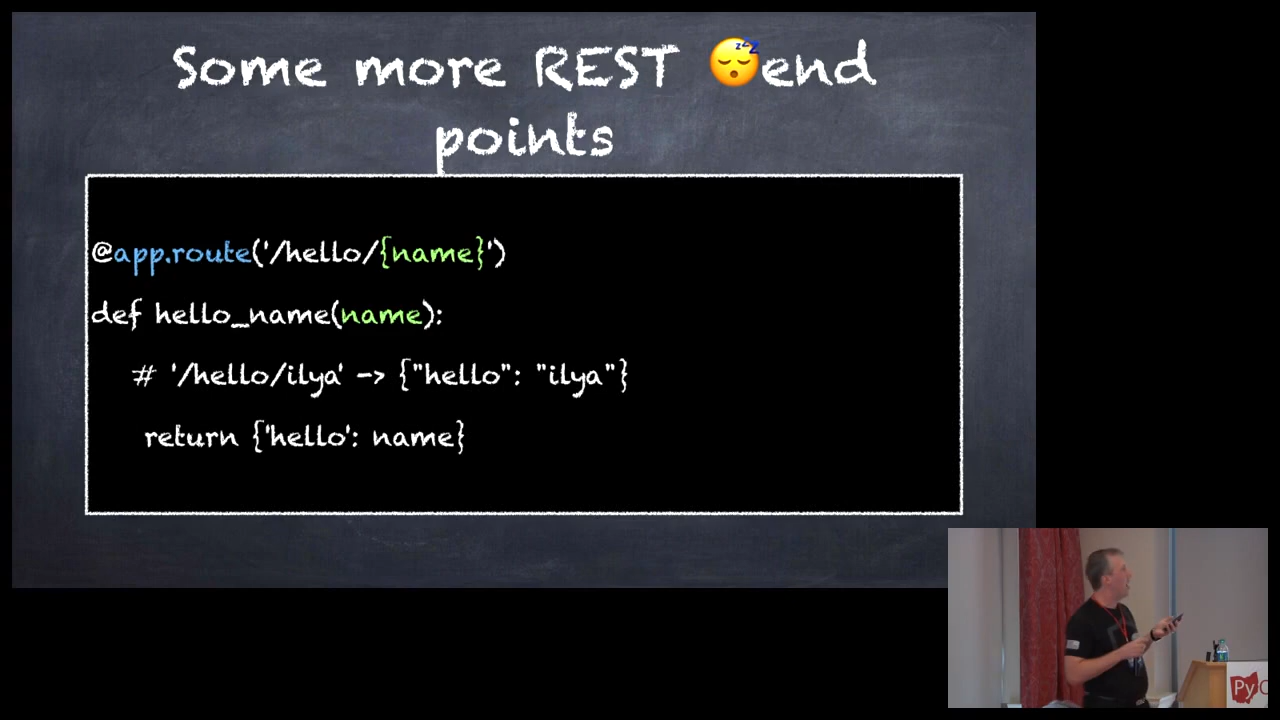 Some more REST 😴end
points
@app.route('/hello/{name}')
def hello_name(name):
# '/hello/ilya' -> {"hello": "ilya"}
return {'hello': name}
Py